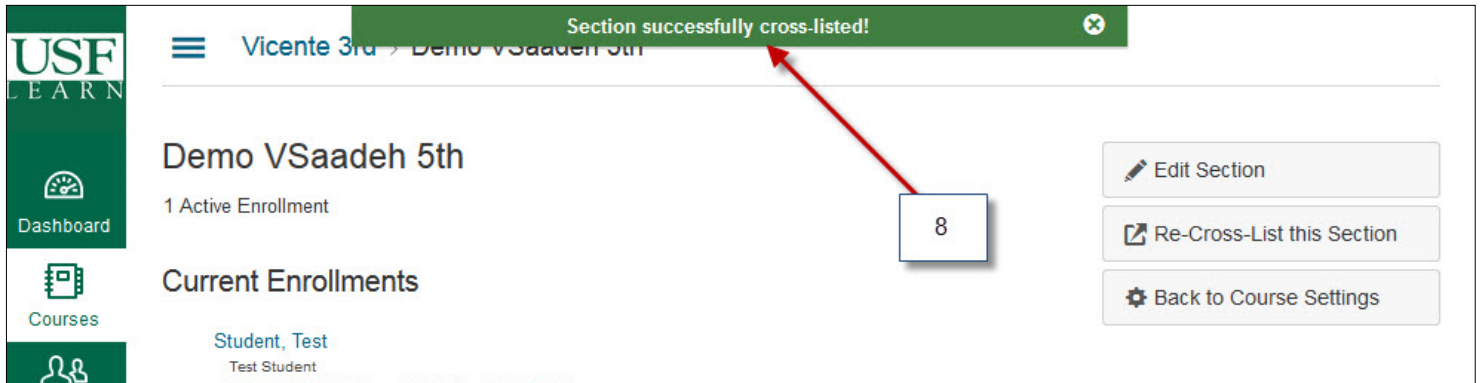 Section successfully cross-listed!
USF
LEARN
Vicente 3rd > Demo VSaadeh 5th
Demo VSaadeh 5th
1 Active Enrollment
Edit Section
Re-Cross-List this Section
Back to Course Settings
8
Dashboard
Courses
Current Enrollments
Student, Test
Test Student